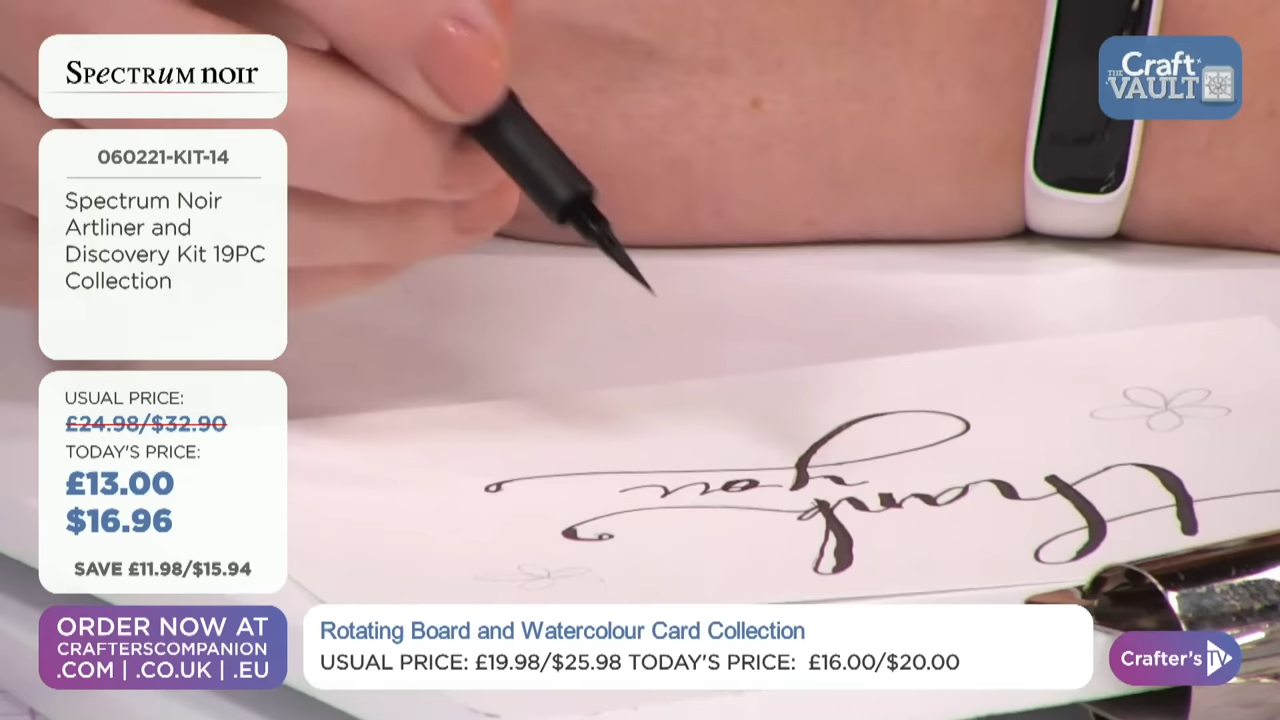 SPECTRUM NOIR
060221-KIT-14
Spectrum Noir
Artliner and
Discovery Kit 19PC
Collection
USUAL PRICE:
£24.98/$32.90
TODAY'S PRICE:
£13.00
$16.96
SAVE £11.98/$15.94
ORDER NOW AT
CRAFTERSCOMPANION
.COM | .CO.UK | .EU
Rotating Board and Watercolour Card Collection
USUAL PRICE: £19.98/$25.98 TODAY'S PRICE: £16.00/$20.00
THE Craft
VAULT
Crafter's TV
Thank
you